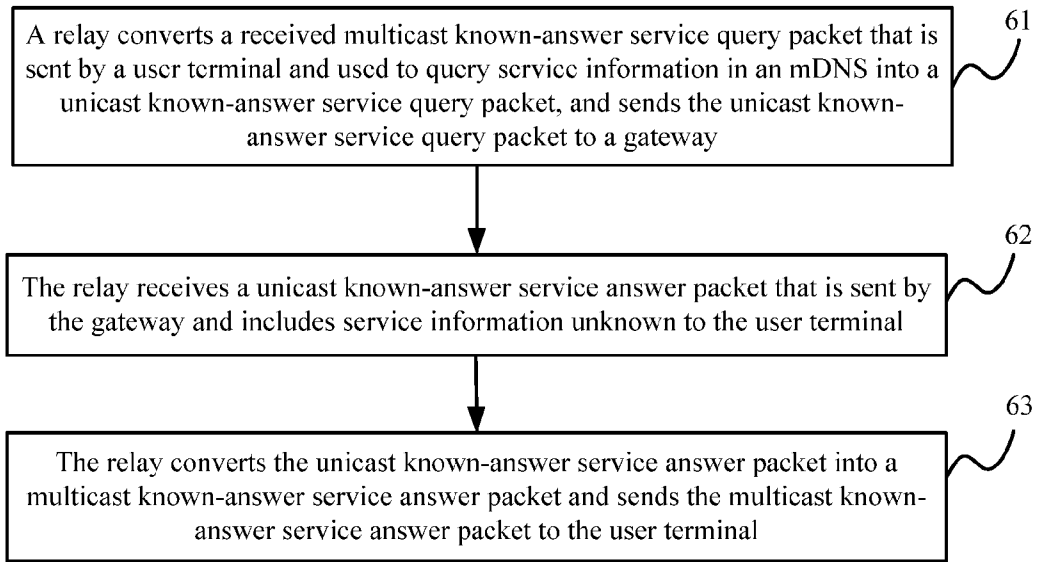 A relay converts a received multicast known-answer service query packet that is
sent by a user terminal and used to query service information in an mDNS into a
unicast known-answer service query packet, and sends the unicast known-
answer service query packet to a gateway
61
The relay receives a unicast known-answer service answer packet that is sent by
the gateway and includes service information unknown to the user terminal
62
The relay converts the unicast known-answer service answer packet into a
multicast known-answer service answer packet and sends the multicast known-
answer service answer packet to the user terminal
63